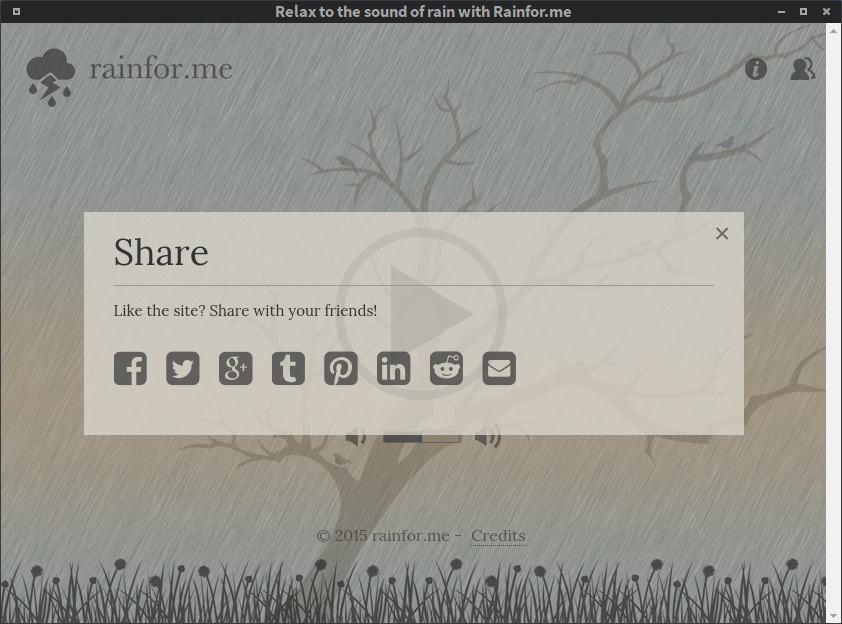 Relax to the sound of rain with Rainfor.me
rainfor.me
Share
Like the site? Share with your friends!
© 2015 rainfor.me - Credits